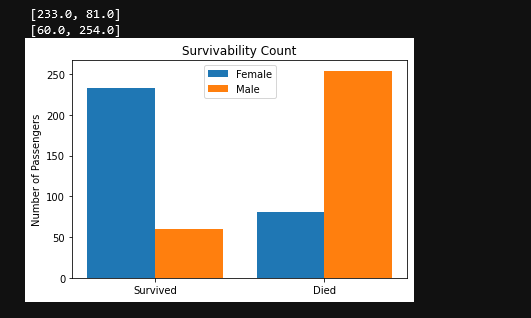 [233.0, 81.0]
[60.0, 254.0]
Survivability Count
Female
Male
Number of Passengers
250
200
150
100
50
0
Survived
Died